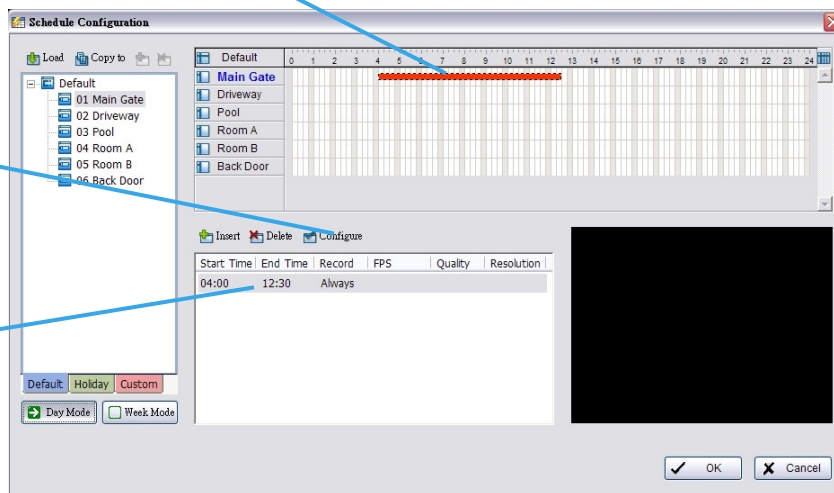 Schedule Configuration
Load Copy to
Default
01 Main Gate
02 Driveway
03 Pool
04 Room A
05 Room B
06 Back Door
Default Holiday Custom
Day Mode Week Mode
Default 0 1 2 3 4 5 6 7 8 9 10 11 12 13 14 15 16 17 18 19 20 21 22 23 24
Main Gate
Driveway
Pool
Room A
Room B
Back Door
Insert Delete Configure
Start Time End Time Record FPS Quality Resolution
04:00 12:30 Always
OK Cancel